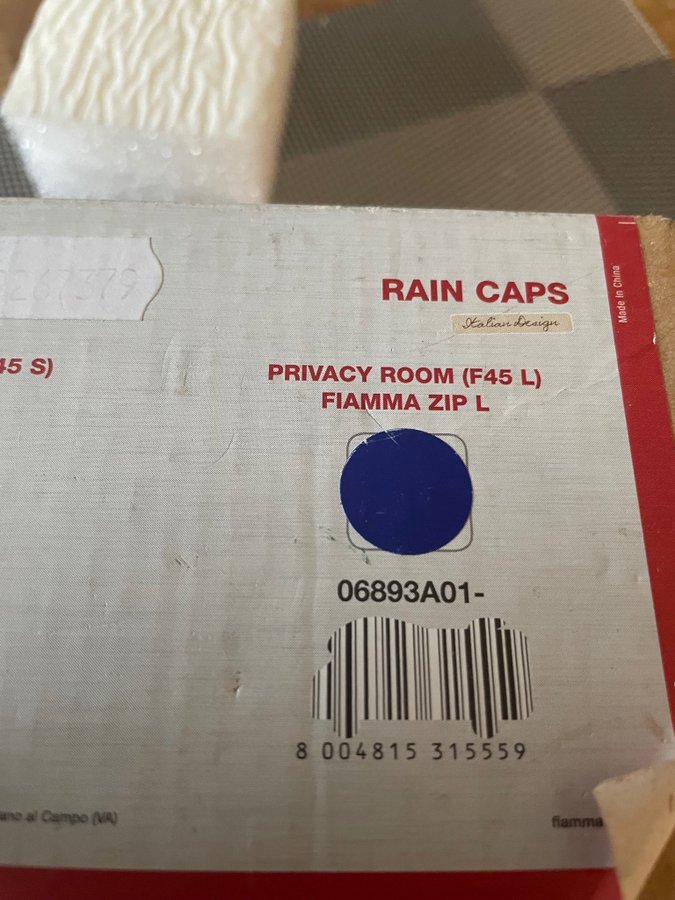 RAIN CAPS
Italian Design
Made in China
45 S)
PRIVACY ROOM (F45 L)
FIAMMA ZIP L
06893A01-
8 004815 315559
ano al Campo (VA)
fiamma